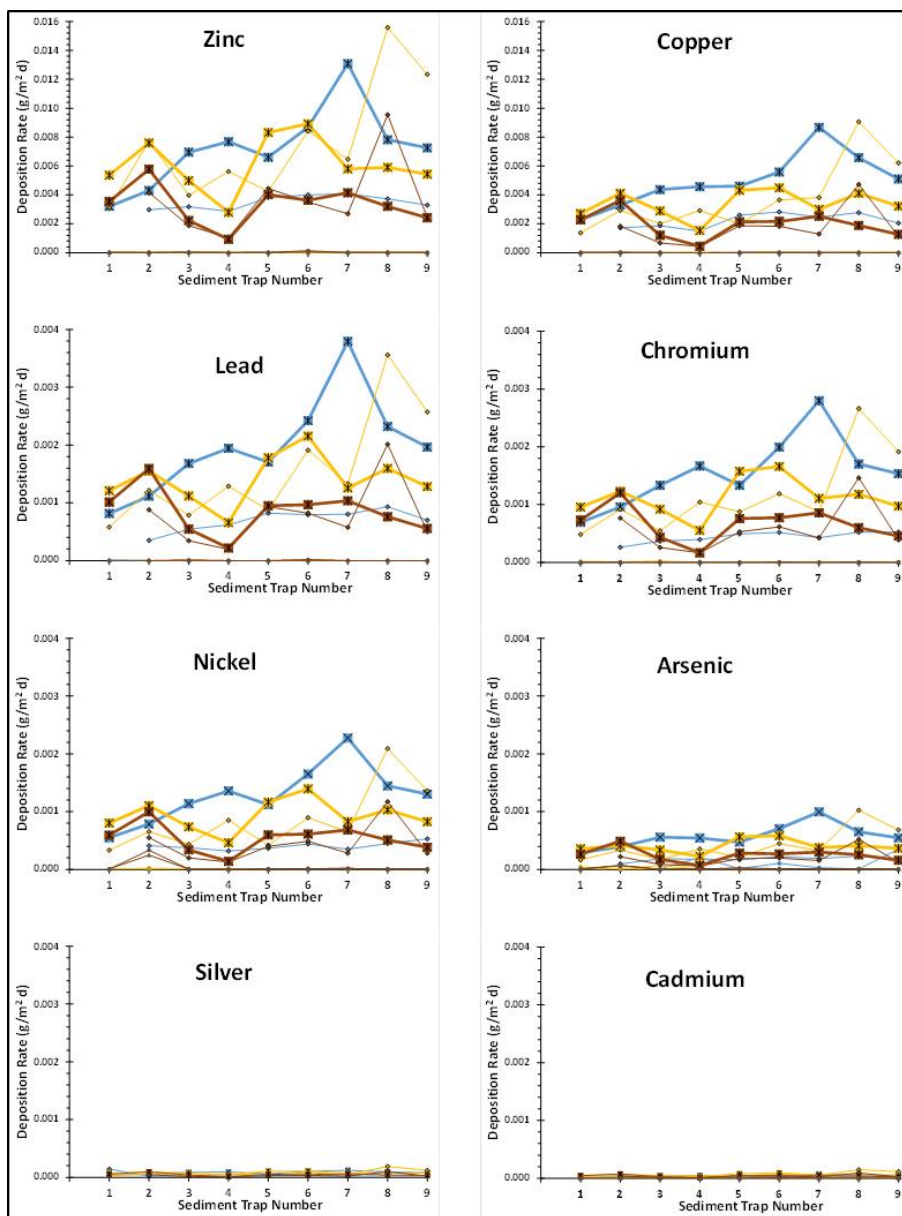 Zinc
Deposition Rate (g/m² d)
0.016
0.014
0.012
0.010
0.008
0.006
0.004
0.002
0.000
1 2 3 4 5 6 7 8 9
Sediment Trap Number
Copper
Deposition Rate (g/m² d)
0.016
0.014
0.012
0.010
0.008
0.006
0.004
0.002
0.000
1 2 3 4 5 6 7 8 9
Sediment Trap Number
Lead
Deposition Rate (g/m² d)
0.004
0.003
0.002
0.001
0.000
1 2 3 4 5 6 7 8 9
Sediment Trap Number
Chromium
Deposition Rate (g/m² d)
0.004
0.003
0.002
0.001
0.000
1 2 3 4 5 6 7 8 9
Sediment Trap Number
Nickel
Deposition Rate (g/m² d)
0.004
0.003
0.002
0.001
0.000
1 2 3 4 5 6 7 8 9
Sediment Trap Number
Arsenic
Deposition Rate (g/m² d)
0.004
0.003
0.002
0.001
0.000
1 2 3 4 5 6 7 8 9
Sediment Trap Number
Silver
Deposition Rate (g/m² d)
0.004
0.003
0.002
0.001
0.000
1 2 3 4 5 6 7 8 9
Sediment Trap Number
Cadmium
Deposition Rate (g/m² d)
0.004
0.003
0.002
0.001
0.000
1 2 3 4 5 6 7 8 9
Sediment Trap Number